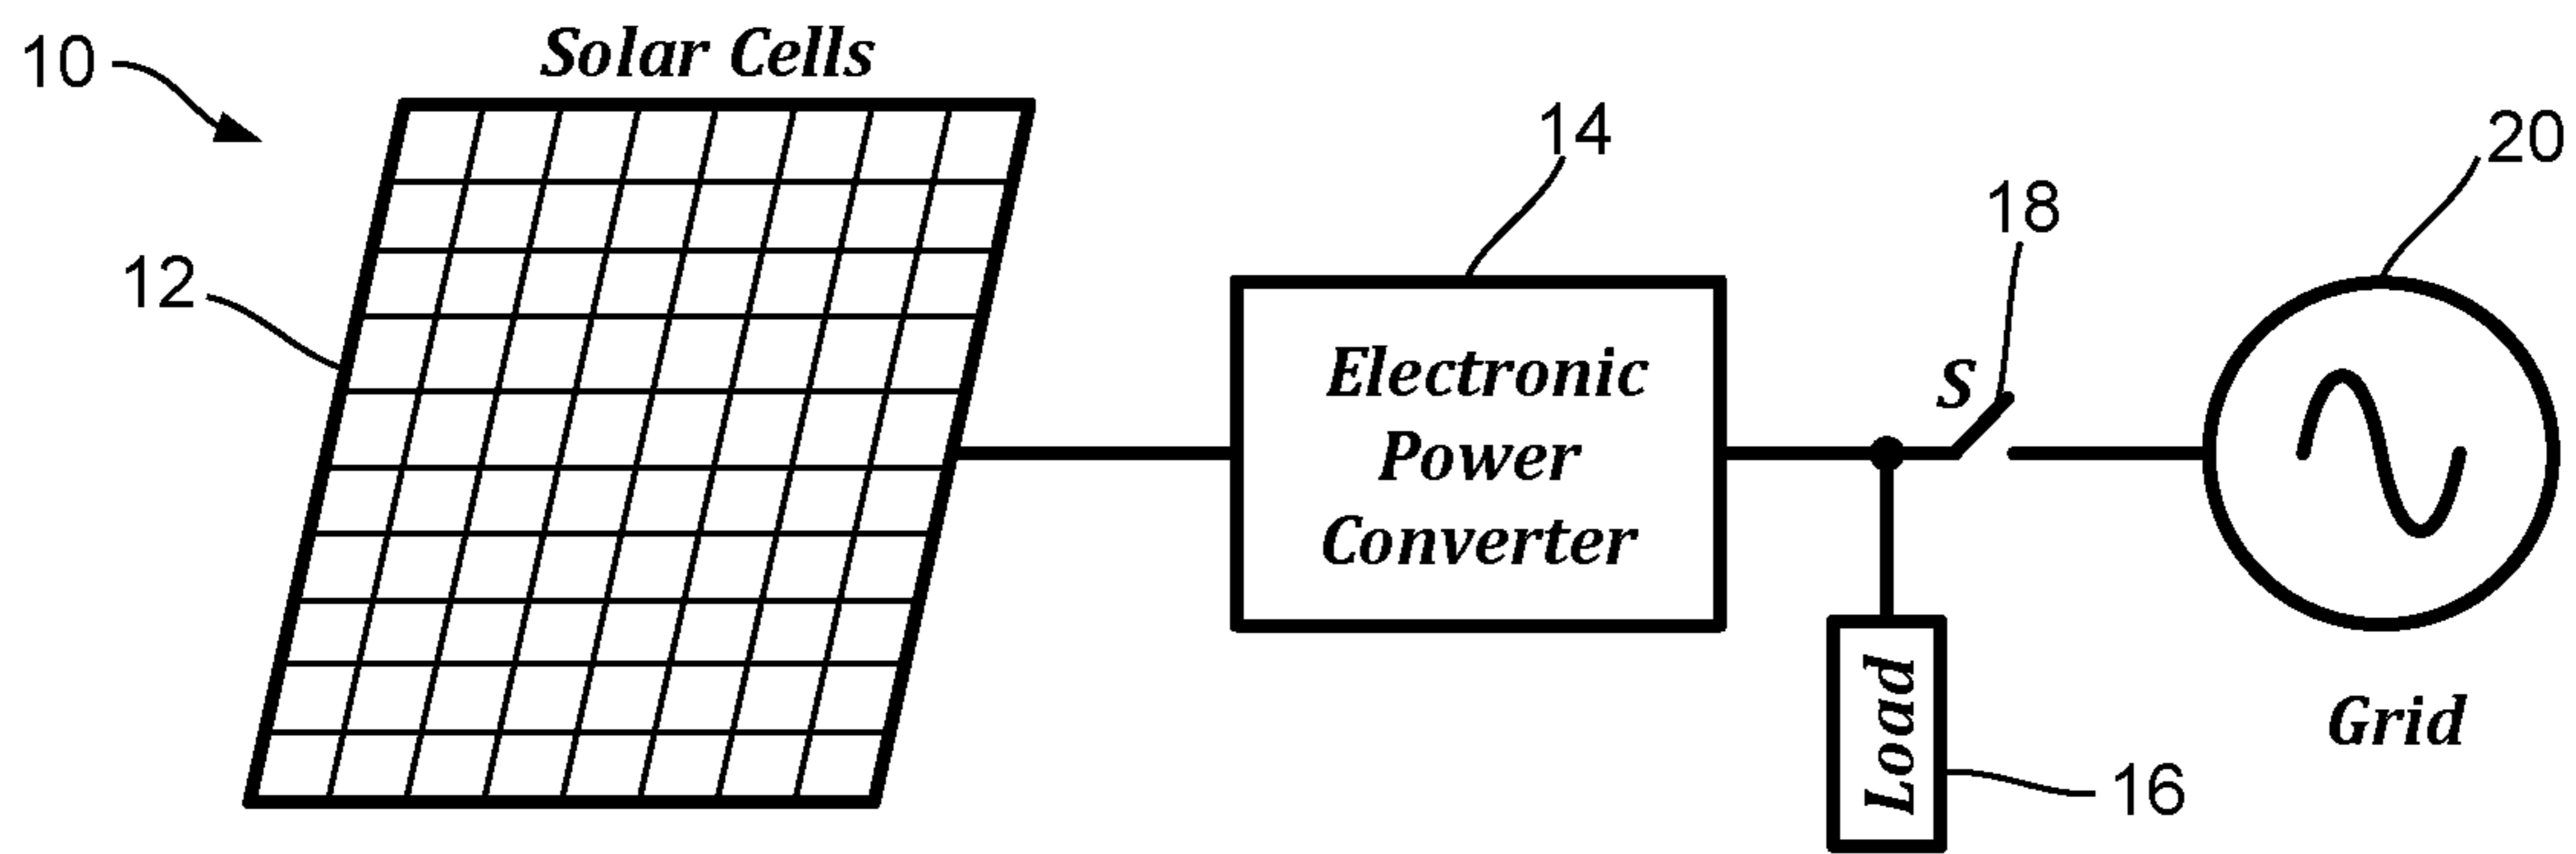 10
Solar Cells
12
14
Electronic
Power
Converter
18
S
20
Load
16
Grid